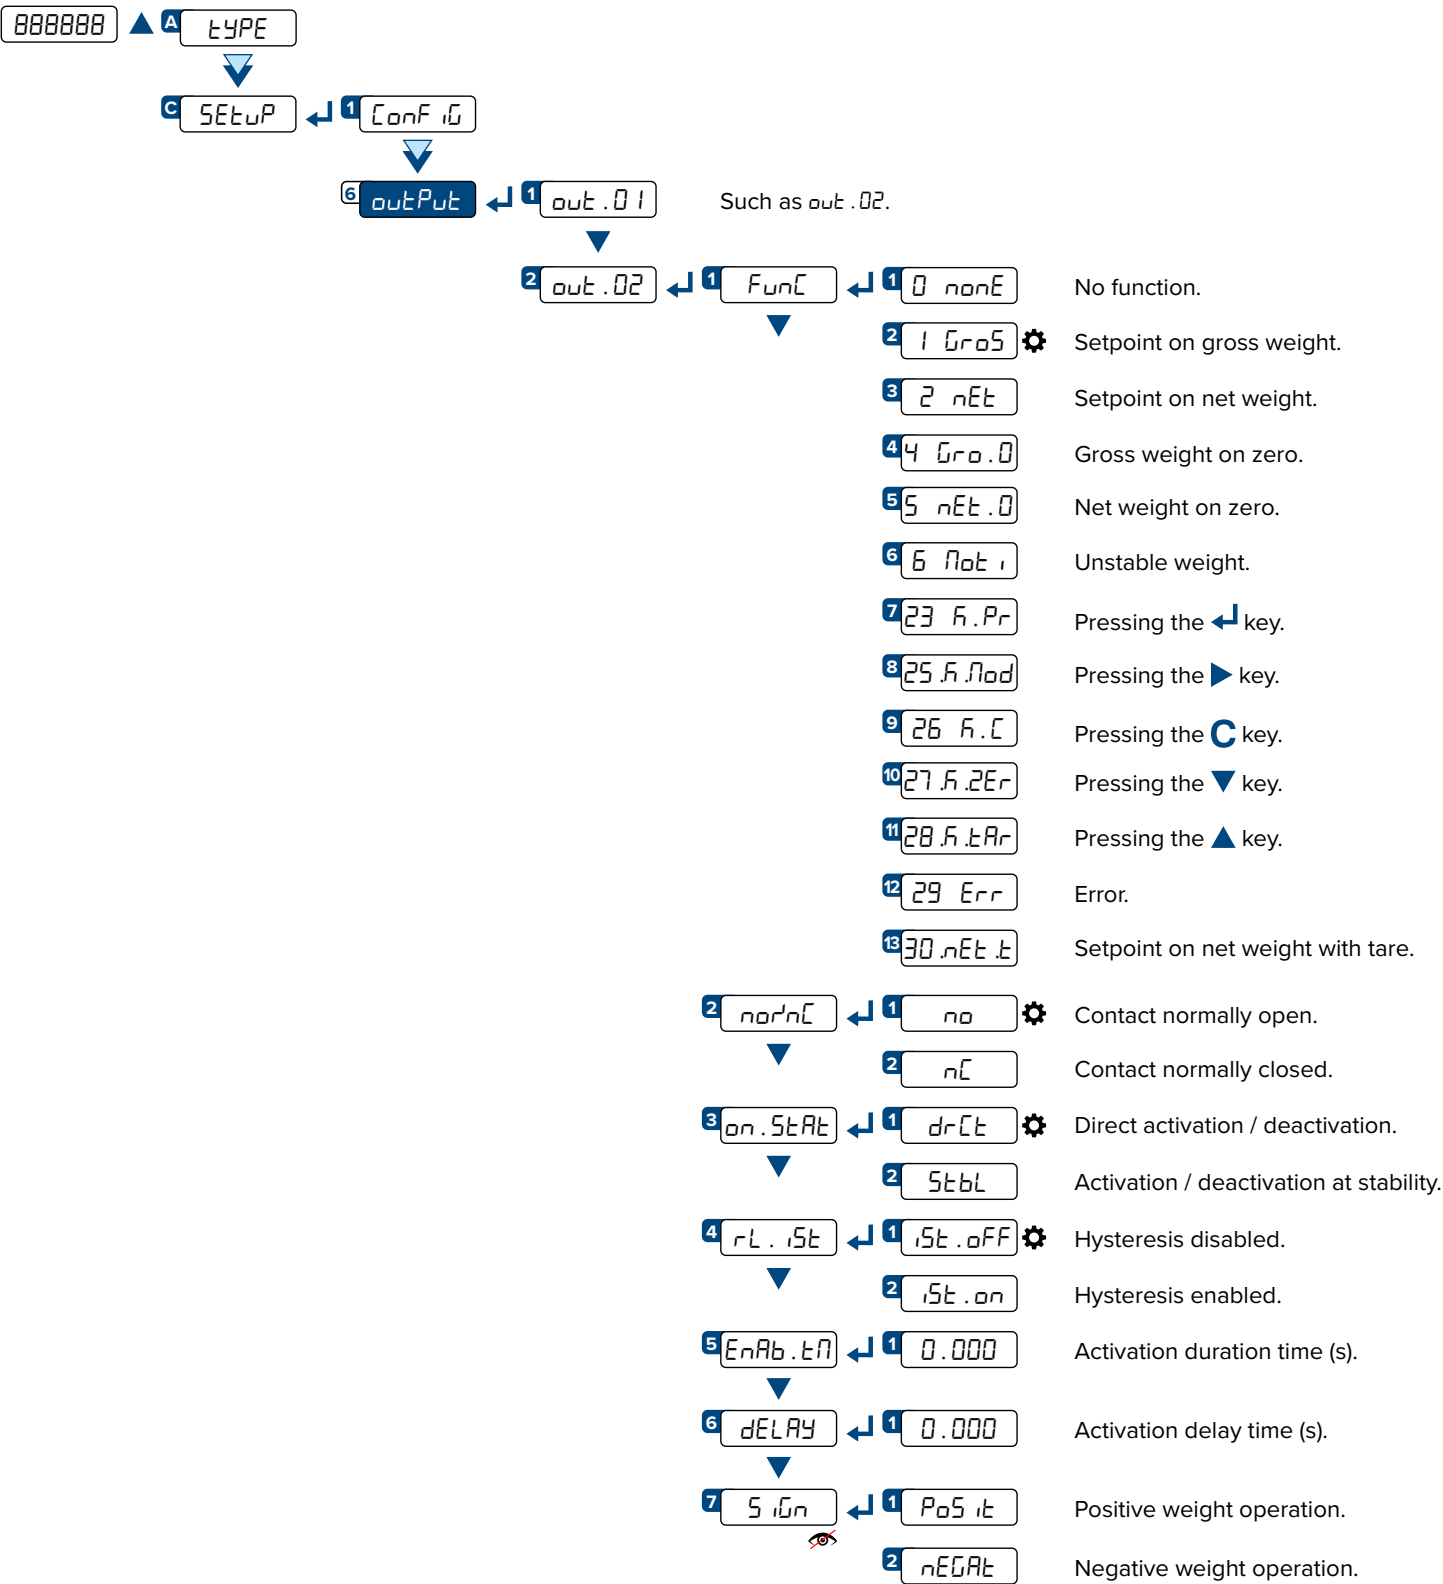 888888 A tYPE
C SEtuP 1 ConFiG
6 outPut 1 out.01 Such as out.02.
2 out.02 1 FunC 1 0 nonE No function.
2 1 GroS Setpoint on gross weight.
3 2 nEt Setpoint on net weight.
4 4 Gro.0 Gross weight on zero.
5 5 nEt.0 Net weight on zero.
6 6 Moti Unstable weight.
7 23 K.Pr Pressing the key.
8 25.K.Mod Pressing the key.
9 26 K.C Pressing the C key.
10 27.K.ZEr Pressing the key.
11 28.K.tAr Pressing the key.
12 29 Err Error.
13 30.nEt.t Setpoint on net weight with tare.
2 no/nC 1 no Contact normally open.
2 nC Contact normally closed.
3 on.StAt 1 drCt Direct activation / deactivation.
2 StbL Activation / deactivation at stability.
4 rL.iSt 1 iSt.oFF Hysteresis disabled.
2 iSt.on Hysteresis enabled.
5 EnAb.tM 1 0.000 Activation duration time (s).
6 dELAY 1 0.000 Activation delay time (s).
7 SiGn 1 PoSit Positive weight operation.
2 nEGAt Negative weight operation.